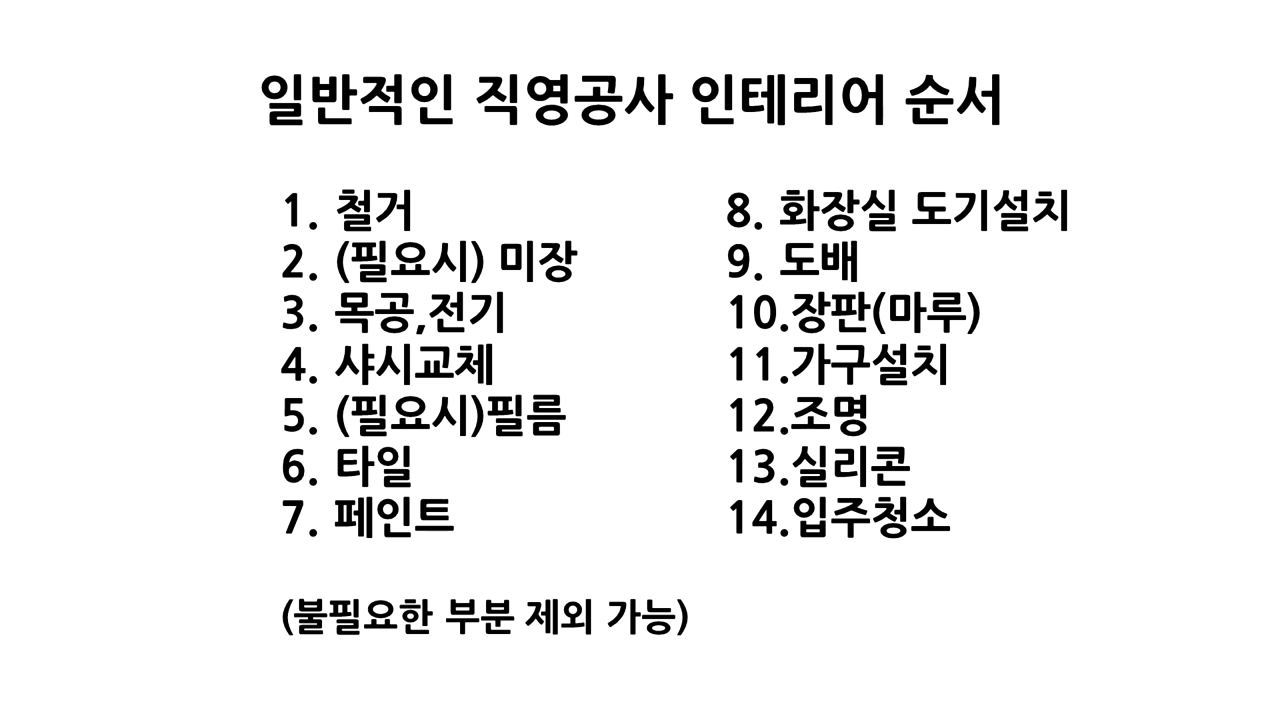 일반적인 직영공사 인테리어 순서
1. 철거
2. (필요시) 미장
3. 목공,전기
4. 샤시교체
5. (필요시)필름
6. 타일
7. 페인트
8. 화장실 도기설치
9. 도배
10.장판(마루)
11.가구설치
12.조명
13.실리콘
14.입주청소
(불필요한 부분 제외 가능)